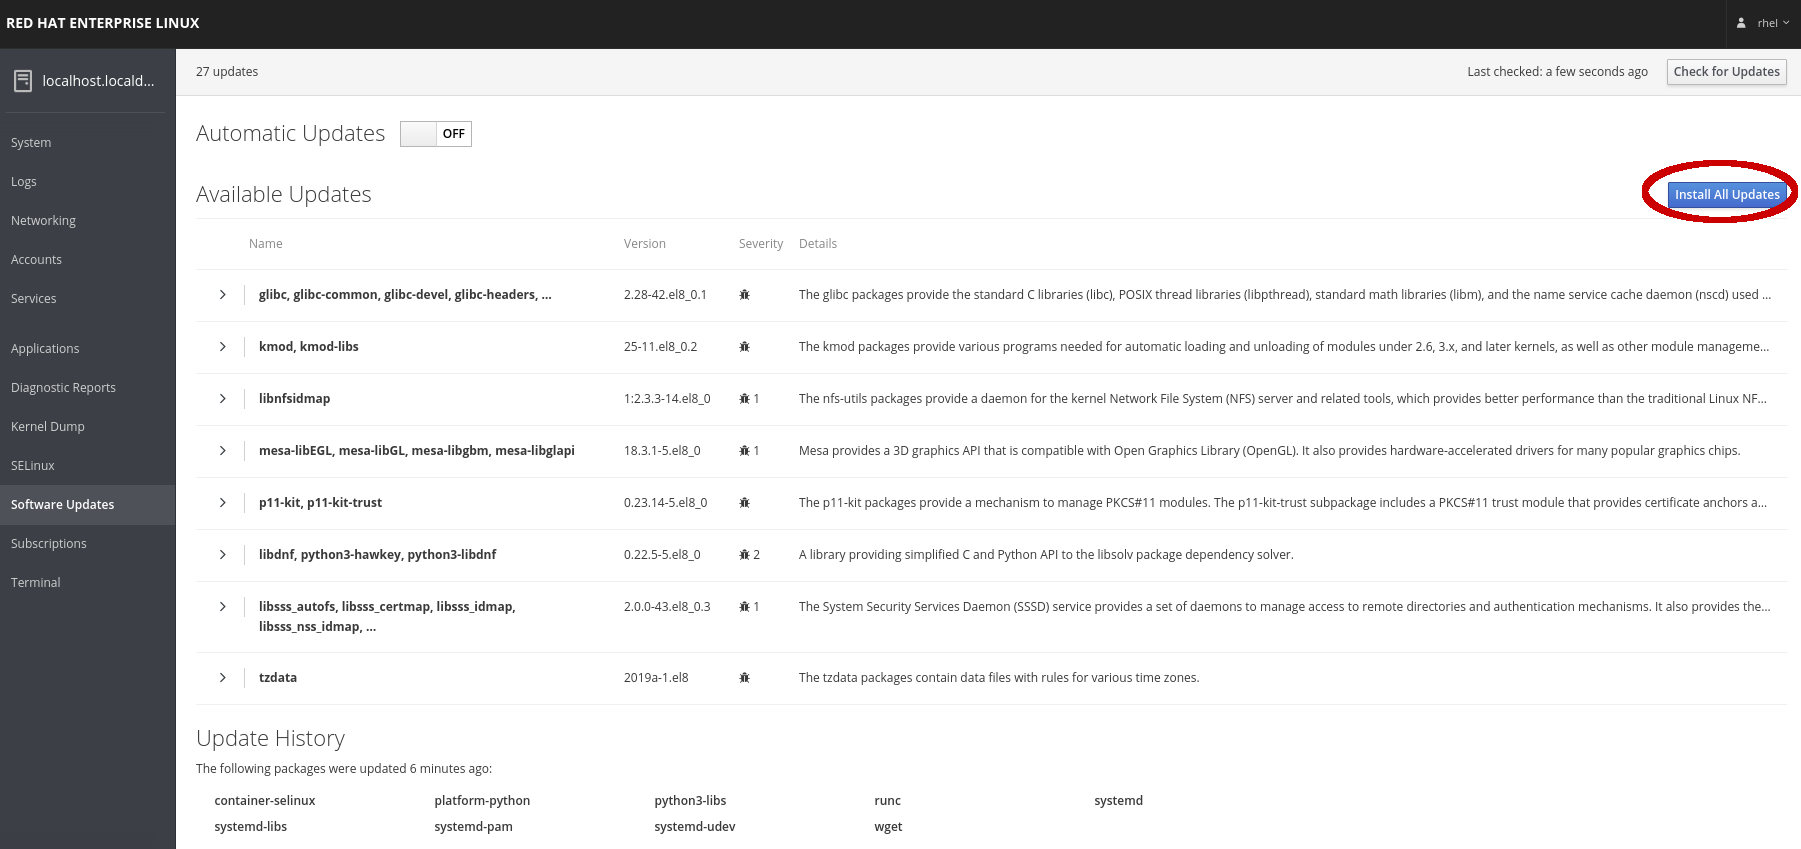 RED HAT ENTERPRISE LINUX
rhel
localhost.locald...
System
Logs
Networking
Accounts
Services
Applications
Diagnostic Reports
Kernel Dump
SELinux
Software Updates
Subscriptions
Terminal
27 updates
Last checked: a few seconds ago
Check for Updates
Automatic Updates
OFF
Available Updates
Install All Updates
Name Version Severity Details
glibc, glibc-common, glibc-devel, glibc-headers, ... 2.28-42.el8_0.1 The glibc packages provide the standard C libraries (libc), POSIX thread libraries (libpthread), standard math libraries (libm), and the name service cache daemon (nscd) used ...
kmod, kmod-libs 25-11.el8_0.2 The kmod packages provide various programs needed for automatic loading and unloading of modules under 2.6, 3.x, and later kernels, as well as other module manageme...
libnfsidmap 1:2.3.3-14.el8_0 1 The nfs-utils packages provide a daemon for the kernel Network File System (NFS) server and related tools, which provides better performance than the traditional Linux NF...
mesa-libEGL, mesa-libGL, mesa-libgbm, mesa-libglapi 18.3.1-5.el8_0 1 Mesa provides a 3D graphics API that is compatible with Open Graphics Library (OpenGL). It also provides hardware-accelerated drivers for many popular graphics chips.
p11-kit, p11-kit-trust 0.23.14-5.el8_0 The p11-kit packages provide a mechanism to manage PKCS#11 modules. The p11-kit-trust subpackage includes a PKCS#11 trust module that provides certificate anchors a...
libdnf, python3-hawkey, python3-libdnf 0.22.5-5.el8_0 2 A library providing simplified C and Python API to the libsolv package dependency solver.
libsss_autofs, libsss_certmap, libsss_idmap, 2.0.0-43.el8_0.3 1 The System Security Services Daemon (SSSD) service provides a set of daemons to manage access to remote directories and authentication mechanisms. It also provides the...
libsss_nss_idmap, ...
tzdata 2019a-1.el8 The tzdata packages contain data files with rules for various time zones.
Update History
The following packages were updated 6 minutes ago:
container-selinux platform-python python3-libs runc systemd
systemd-libs systemd-pam systemd-udev wget